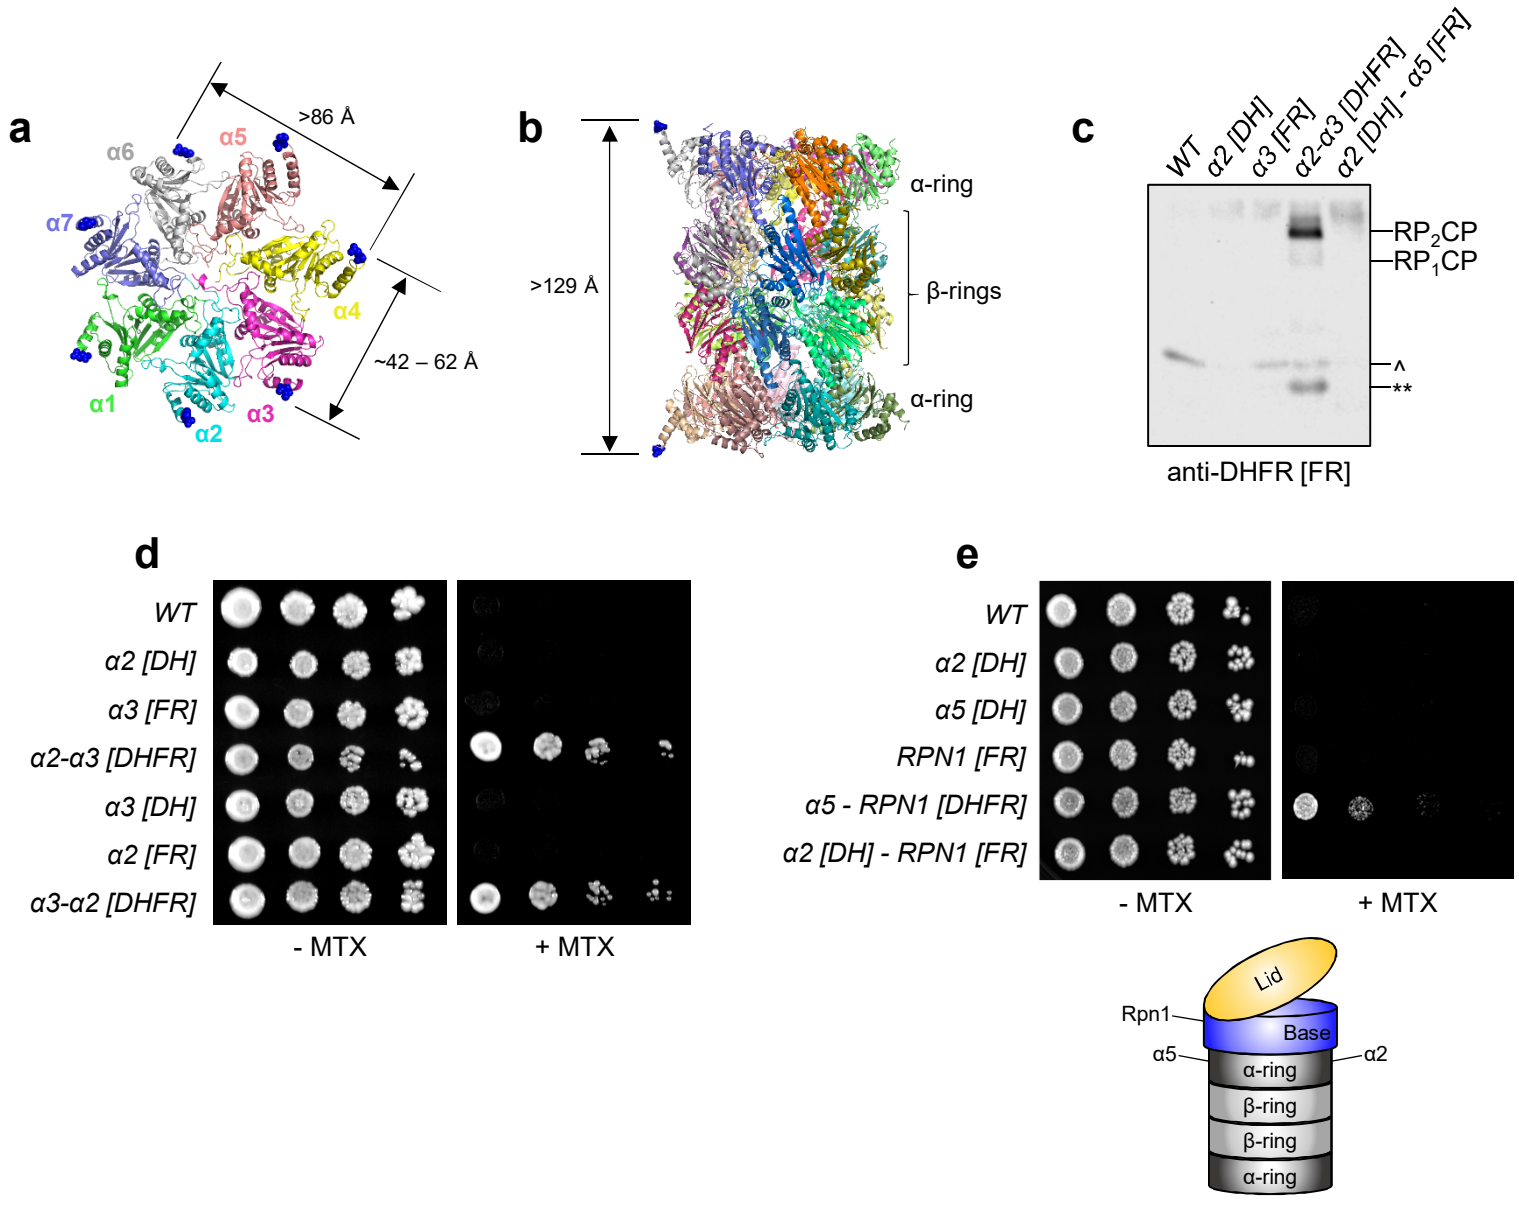 a
>86 Å
α6
α5
α7
α4
~42 – 62 Å
α1
α2
α3
b
>129 Å
α-ring
β-rings
α-ring
c
WT
α2 [DH]
α3 [FR]
α2-α3 [DHFR]
α2 [DH] - α5 [FR]
RP₂CP
RP₁CP
^
**
anti-DHFR [FR]
d
WT
α2 [DH]
α3 [FR]
α2-α3 [DHFR]
α3 [DH]
α2 [FR]
α3-α2 [DHFR]
- MTX
+ MTX
e
WT
α2 [DH]
α5 [DH]
RPN1 [FR]
α5 - RPN1 [DHFR]
α2 [DH] - RPN1 [FR]
- MTX
+ MTX
Lid
Rpn1
Base
α5
α2
α-ring
β-ring
β-ring
α-ring